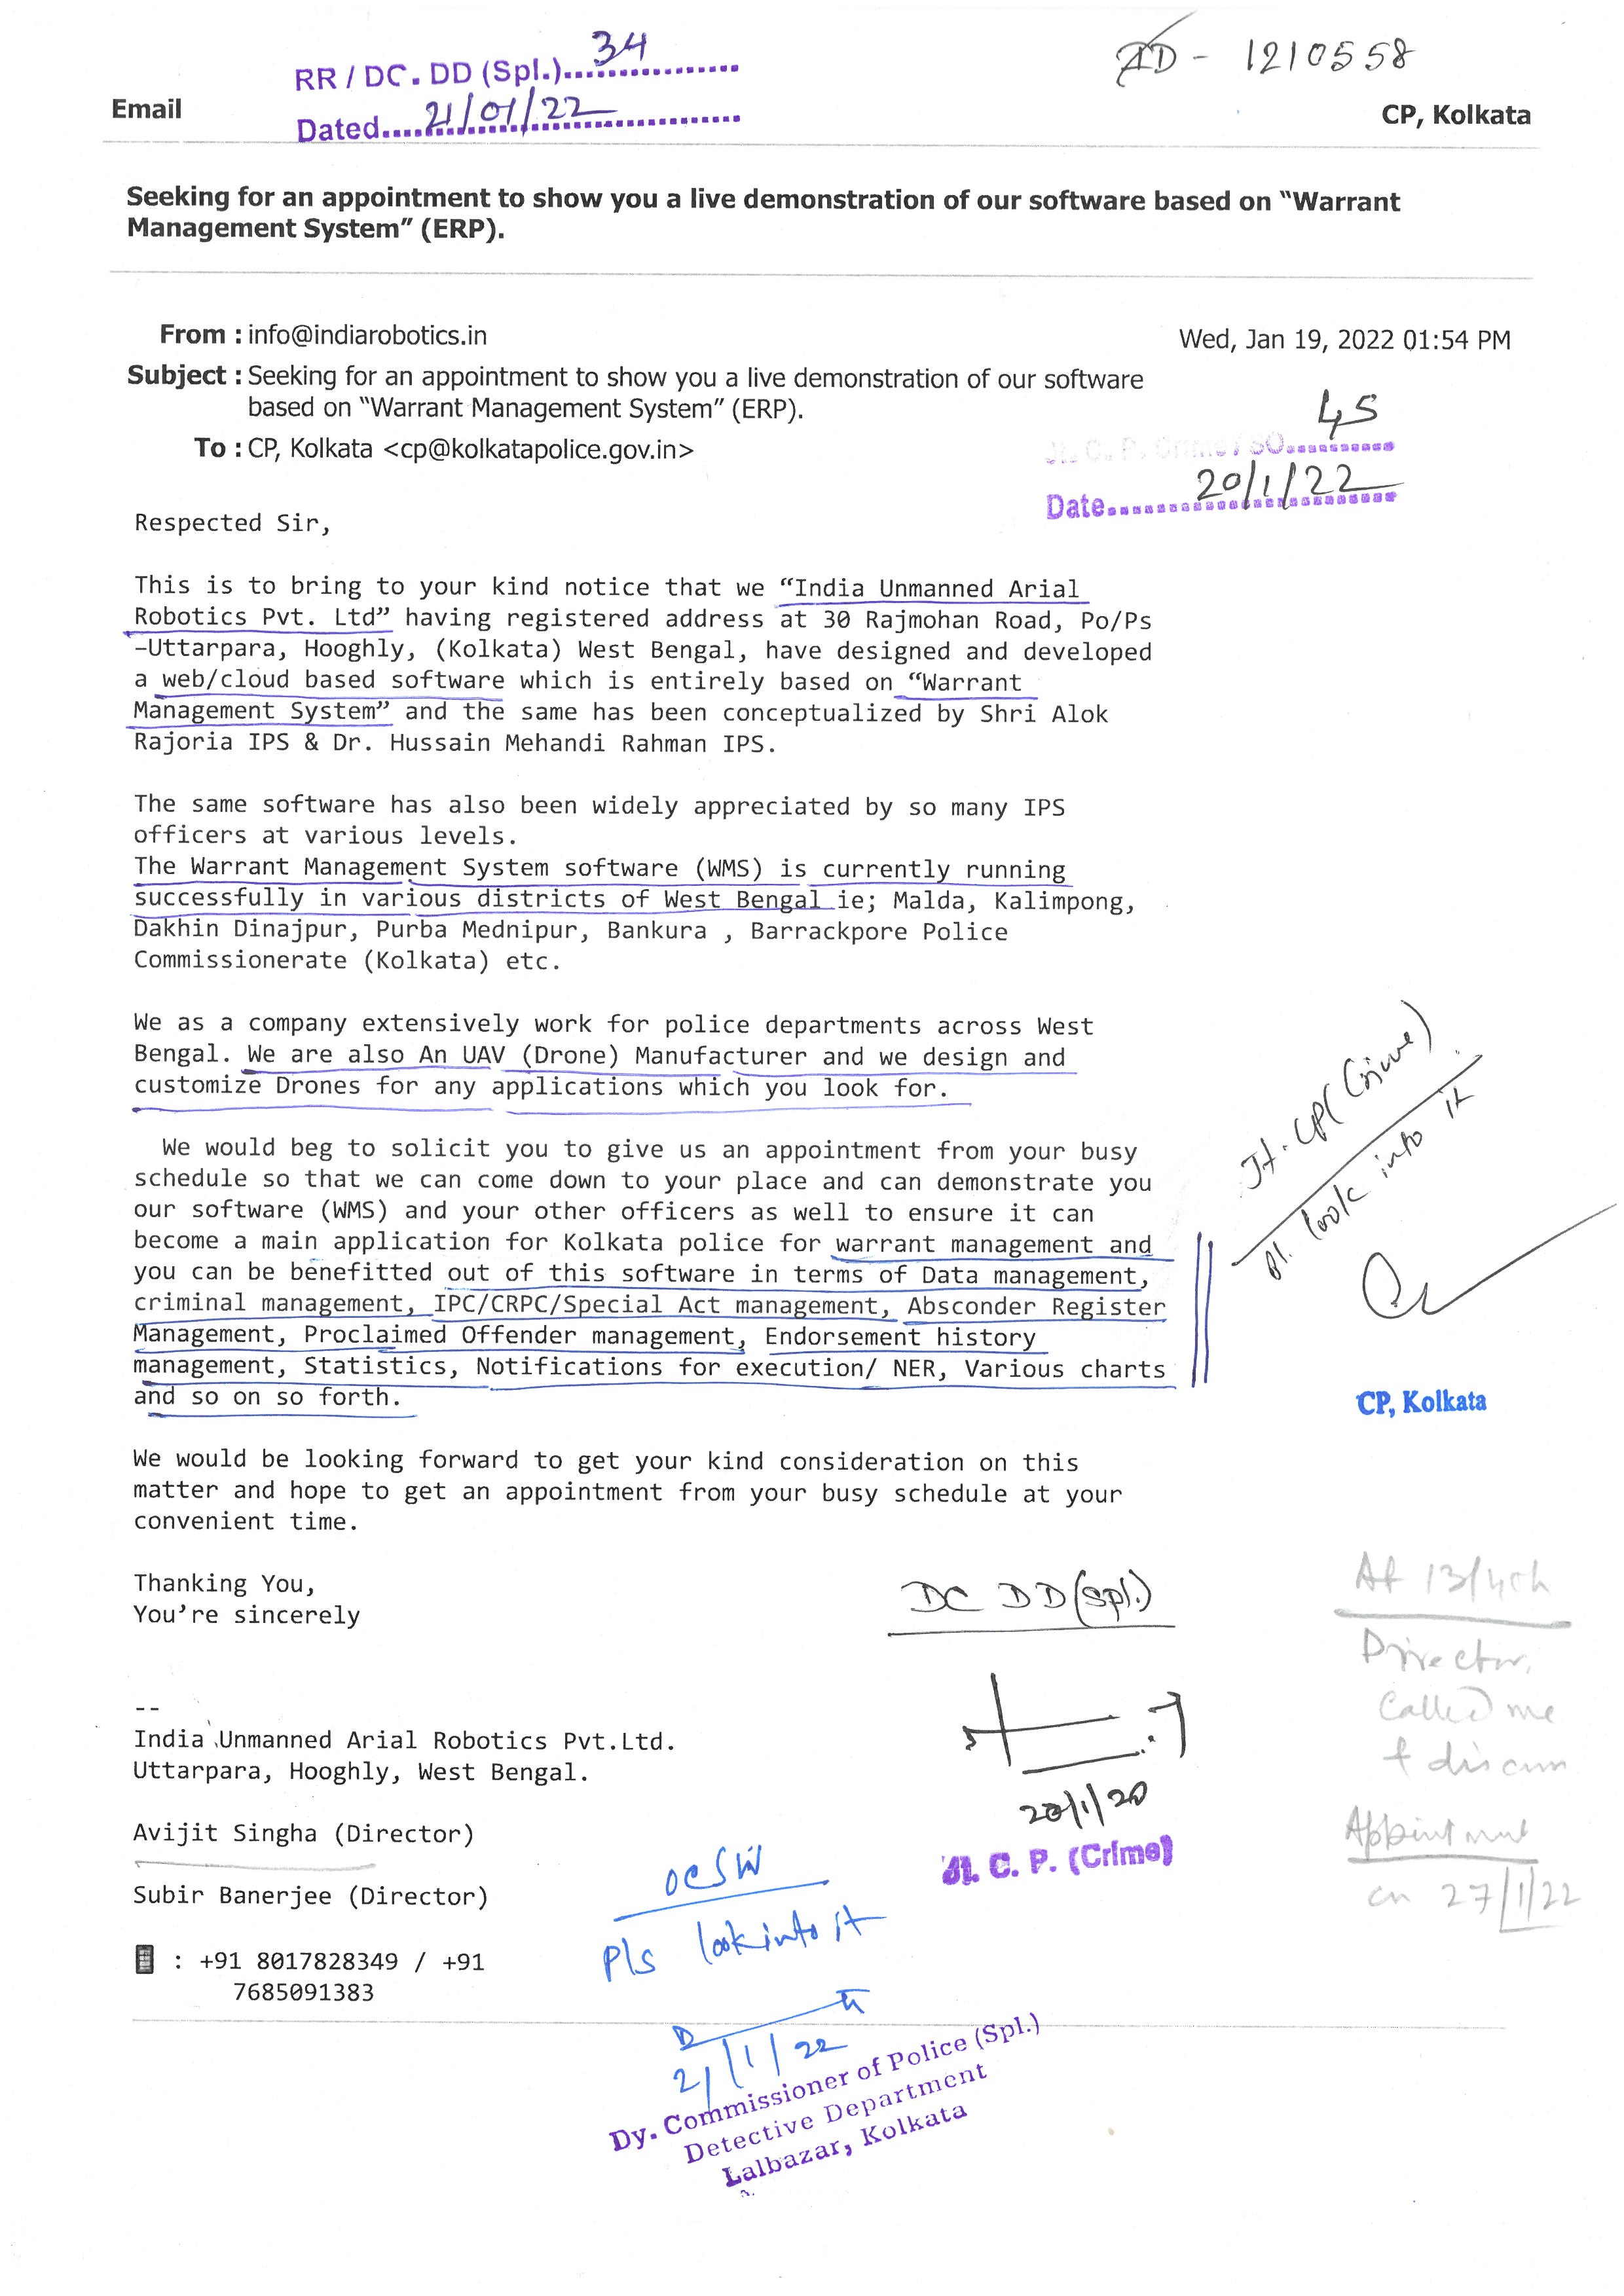 RR / DC. DD (Spl.)......34
AD - 1210558
Email
Dated....21/01/22
CP, Kolkata
Seeking for an appointment to show you a live demonstration of our software based on “Warrant
Management System” (ERP).
From : info@indiarobotics.in
Wed, Jan 19, 2022 01:54 PM
Subject : Seeking for an appointment to show you a live demonstration of our software
based on “Warrant Management System” (ERP).
45
To : CP, Kolkata <cp@kolkatapolice.gov.in>
Jt. C. P. Crime / SO............
Date............20/1/22
Respected Sir,
This is to bring to your kind notice that we “India Unmanned Arial
Robotics Pvt. Ltd” having registered address at 30 Rajmohan Road, Po/Ps
–Uttarpara, Hooghly, (Kolkata) West Bengal, have designed and developed
a web/cloud based software which is entirely based on “Warrant
Management System” and the same has been conceptualized by Shri Alok
Rajoria IPS & Dr. Hussain Mehandi Rahman IPS.
The same software has also been widely appreciated by so many IPS
officers at various levels.
The Warrant Management System software (WMS) is currently running
successfully in various districts of West Bengal ie; Malda, Kalimpong,
Dakhin Dinajpur, Purba Mednipur, Bankura , Barrackpore Police
Commissionerate (Kolkata) etc.
We as a company extensively work for police departments across West
Bengal. We are also An UAV (Drone) Manufacturer and we design and
customize Drones for any applications which you look for.
Jt. CP (Crime)
Pl. look into it
We would beg to solicit you to give us an appointment from your busy
schedule so that we can come down to your place and can demonstrate you
our software (WMS) and your other officers as well to ensure it can
become a main application for Kolkata police for warrant management and
you can be benefitted out of this software in terms of Data management,
criminal management, IPC/CRPC/Special Act management, Absconder Register
Management, Proclaimed Offender management, Endorsement history
management, Statistics, Notifications for execution/ NER, Various charts
and so on so forth.
CP, Kolkata
We would be looking forward to get your kind consideration on this
matter and hope to get an appointment from your busy schedule at your
convenient time.
Thanking You,
You’re sincerely
DC DD (Spl.)
At 13/40h
Director
Called me
--
India Unmanned Arial Robotics Pvt.Ltd.
Uttarpara, Hooghly, West Bengal.
20/1/20
Jt. C. P. (Crime)
Appointment
on 27/1/22
Avijit Singha (Director)
Subir Banerjee (Director)
OCSW
Pls look into it
: +91 8017828349 / +91
7685091383
21/1/22
Dy. Commissioner of Police (Spl.)
Detective Department
Lalbazar, Kolkata